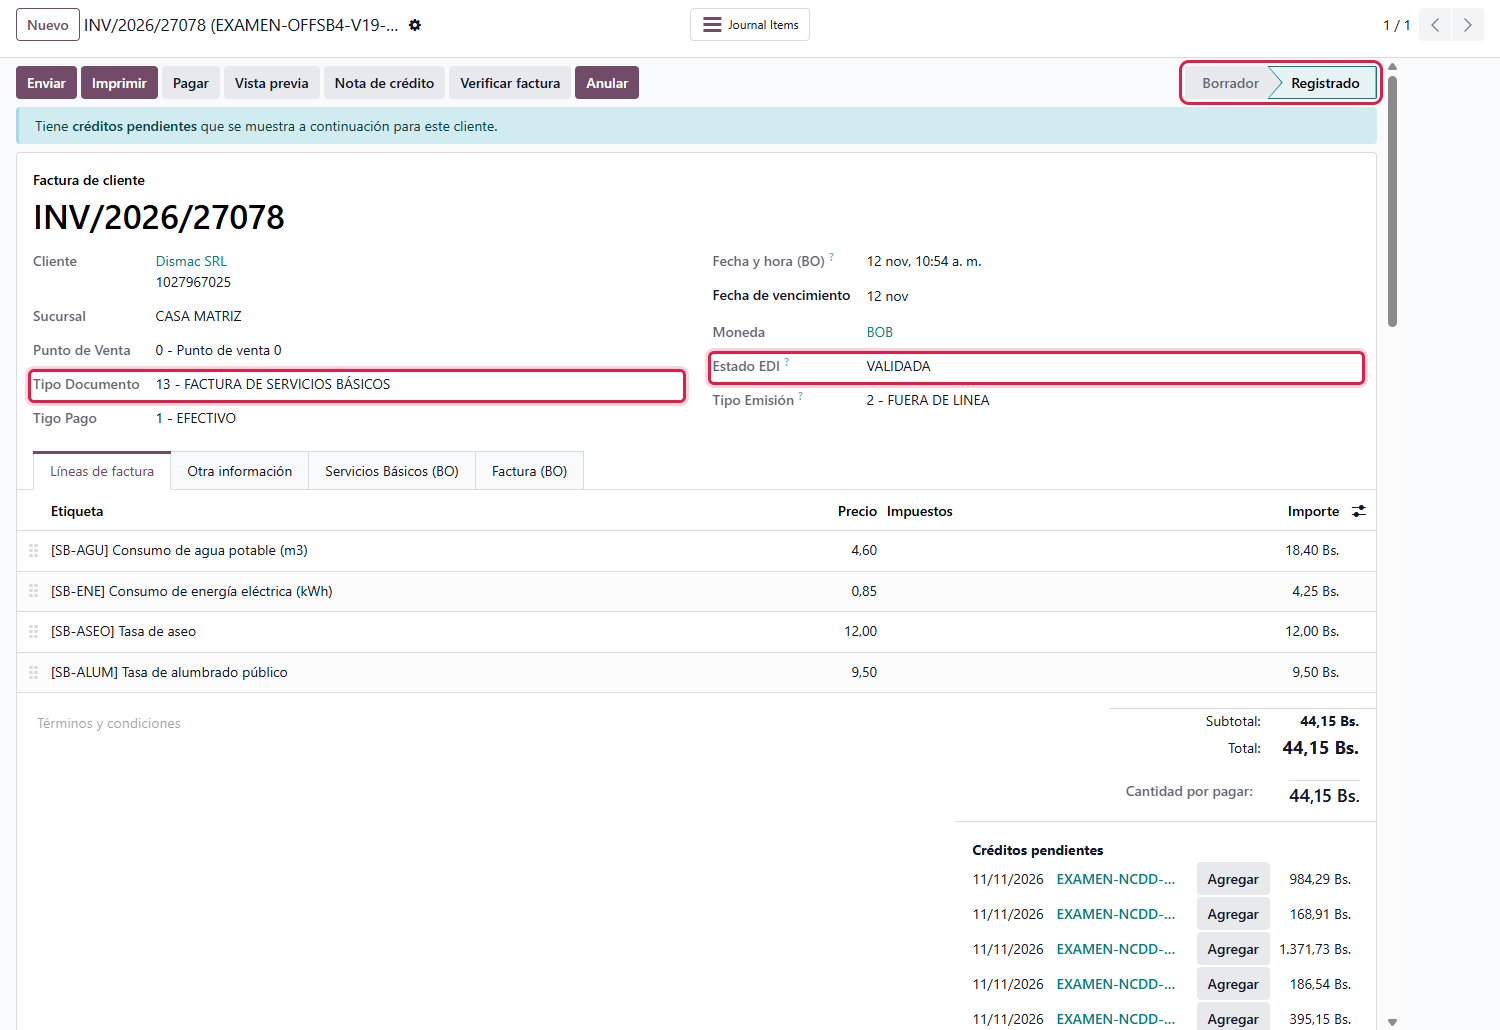 Nuevo INV/2026/27078 (EXAMEN-OFFSB4-V19-... Journal Items 1 / 1
Enviar Imprimir Pagar Vista previa Nota de crédito Verificar factura Anular Borrador Registrado
Tiene créditos pendientes que se muestra a continuación para este cliente.
Factura de cliente
INV/2026/27078
Cliente Dismac SRL Fecha y hora (BO) ? 12 nov, 10:54 a. m.
1027967025
Fecha de vencimiento 12 nov
Sucursal CASA MATRIZ
Moneda BOB
Punto de Venta 0 - Punto de venta 0
Estado EDI ? VALIDADA
Tipo Documento 13 - FACTURA DE SERVICIOS BÁSICOS
Tipo Emisión ? 2 - FUERA DE LINEA
Tigo Pago 1 - EFECTIVO
Líneas de factura Otra información Servicios Básicos (BO) Factura (BO)
Etiqueta Precio Impuestos Importe
[SB-AGU] Consumo de agua potable (m3) 4,60 18,40 Bs.
[SB-ENE] Consumo de energía eléctrica (kWh) 0,85 4,25 Bs.
[SB-ASEO] Tasa de aseo 12,00 12,00 Bs.
[SB-ALUM] Tasa de alumbrado público 9,50 9,50 Bs.
Términos y condiciones Subtotal: 44,15 Bs.
Total: 44,15 Bs.
Cantidad por pagar: 44,15 Bs.
Créditos pendientes
11/11/2026 EXAMEN-NCDD-... Agregar 984,29 Bs.
11/11/2026 EXAMEN-NCDD-... Agregar 168,91 Bs.
11/11/2026 EXAMEN-NCDD-... Agregar 1.371,73 Bs.
11/11/2026 EXAMEN-NCDD-... Agregar 186,54 Bs.
11/11/2026 EXAMEN-NCDD-... Agregar 395,15 Bs.